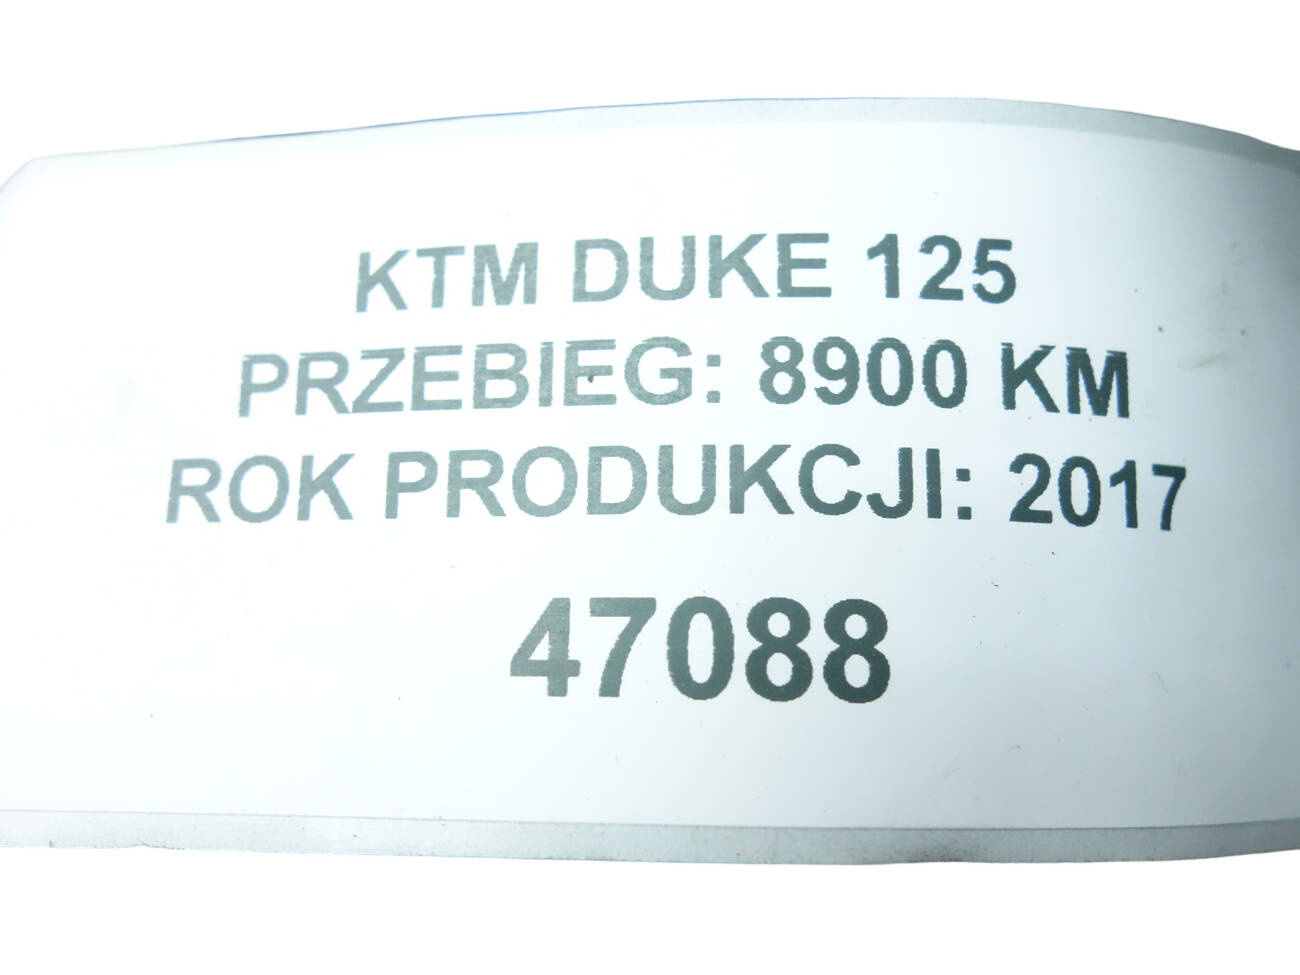 KTM DUKE 125
PRZEBIEG: 8900 KM
ROK PRODUKCJI: 2017
47088